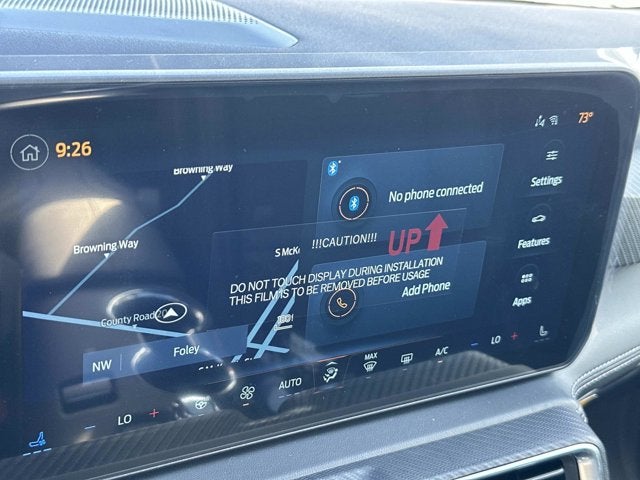 9:26
73°
Browning Way
No phone connected
Settings
Browning Way
S McK
!!!CAUTION!!!
UP
Features
DO NOT TOUCH DISPLAY DURING INSTALLATION
THIS FILM IS TO BE REMOVED BEFORE USAGE
Add Phone
Apps
County Road 20
NW
Foley
LO
AUTO
MAX
A/C
LO